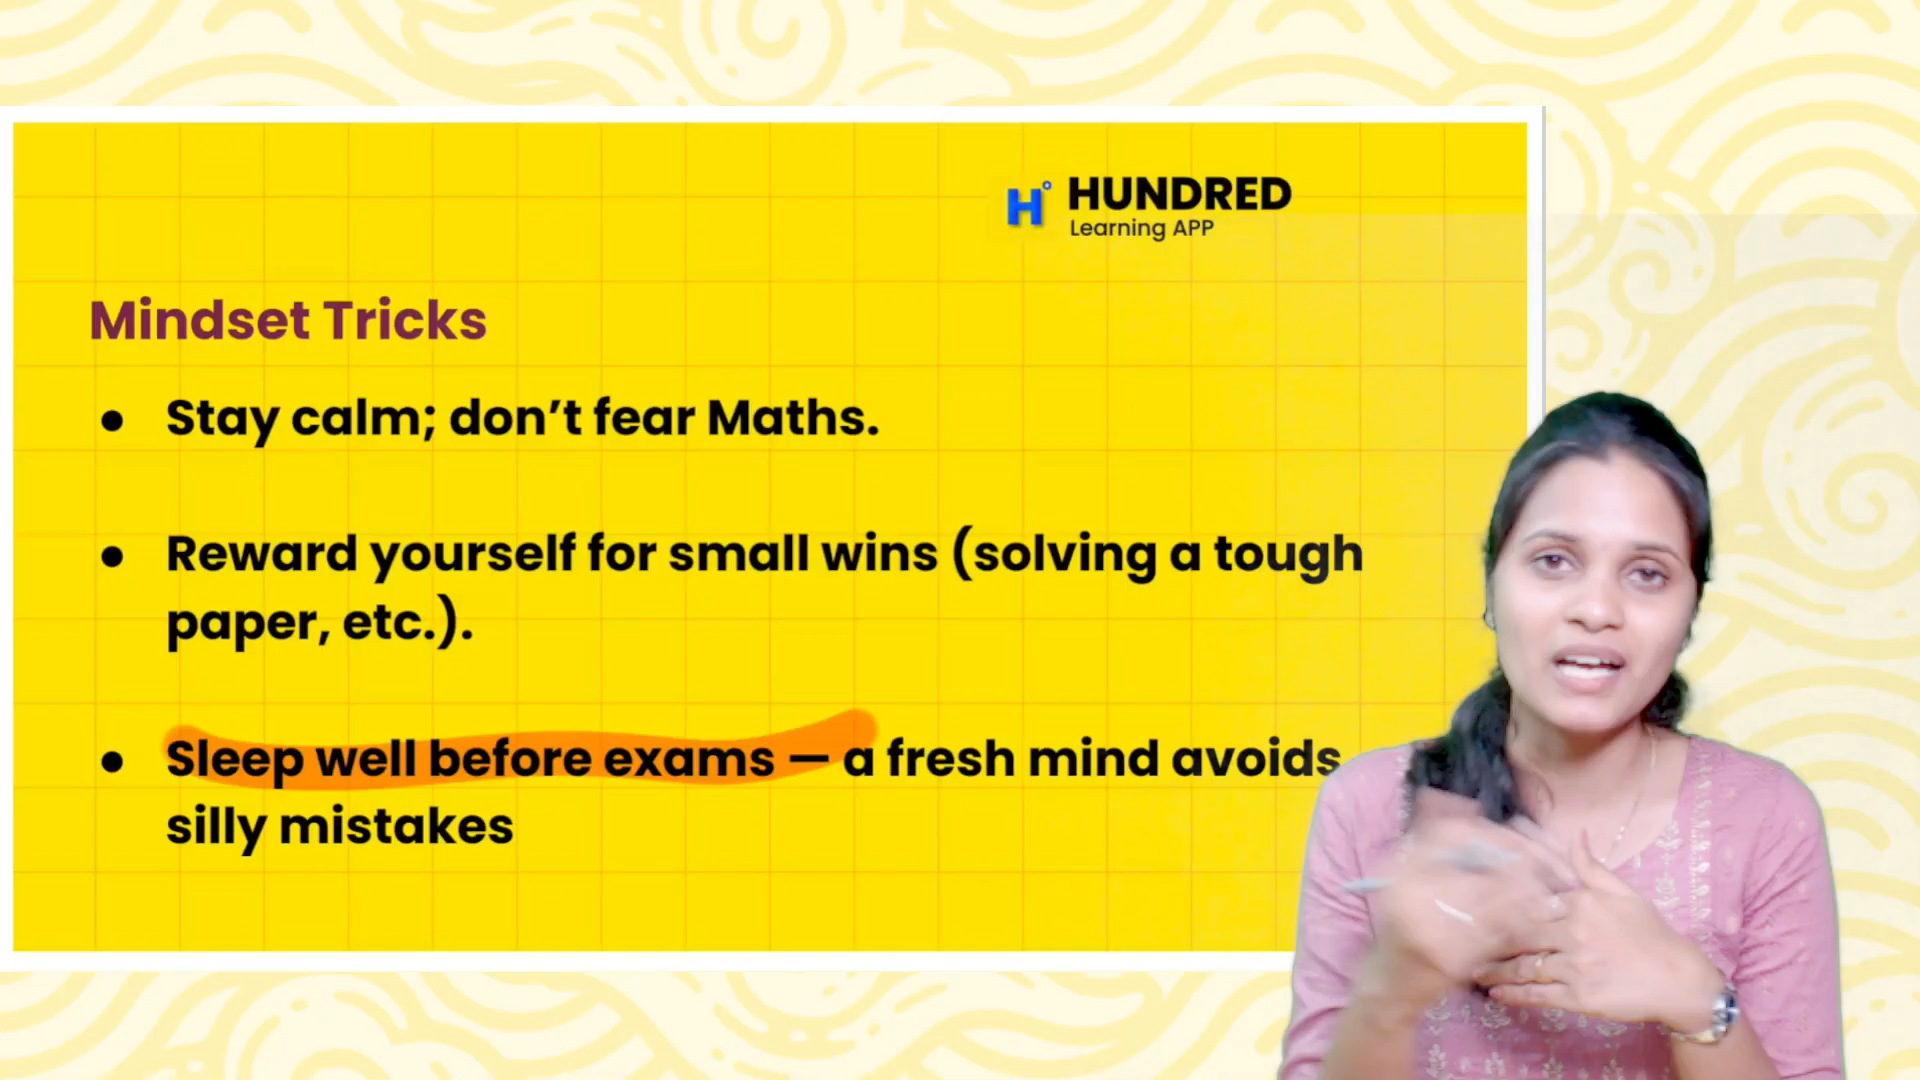 H HUNDRED
Learning APP
Mindset Tricks
● Stay calm; don’t fear Maths.
● Reward yourself for small wins (solving a tough
paper, etc.).
● Sleep well before exams — a fresh mind avoids
silly mistakes